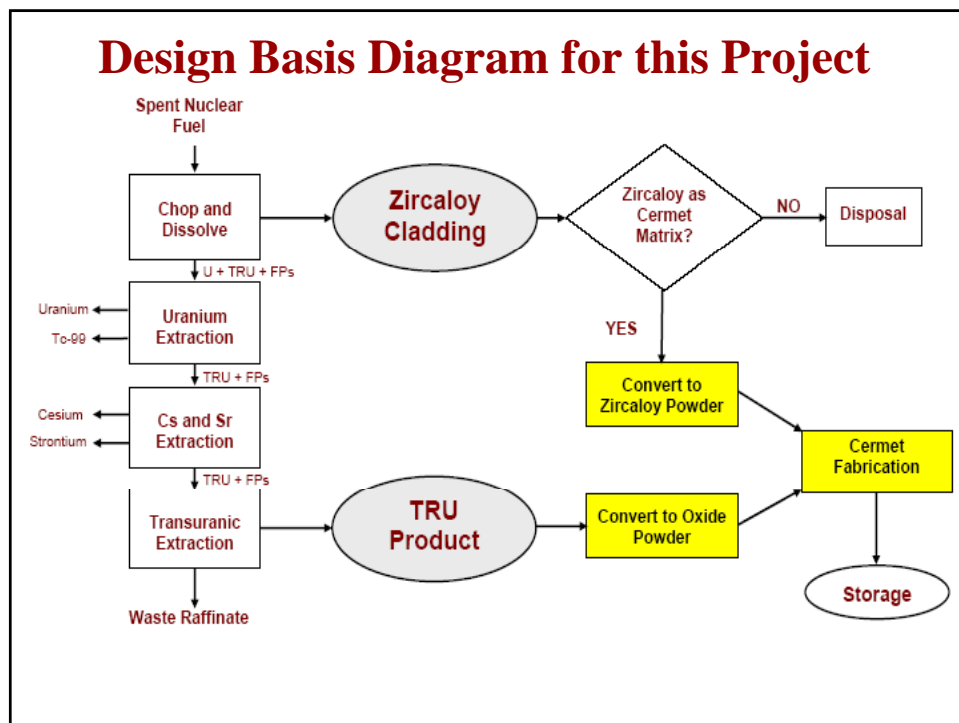 Design Basis Diagram for this Project
Spent Nuclear
Fuel
Chop and
Dissolve
Zircaloy
Cladding
Zircaloy as
Cermet
Matrix?
NO
Disposal
U + TRU + FPs
Uranium
Tc-99
Uranium
Extraction
YES
TRU + FPs
Convert to
Zircaloy Powder
Cesium
Strontium
Cs and Sr
Extraction
Cermet
Fabrication
TRU + FPs
Transuranic
Extraction
TRU
Product
Convert to Oxide
Powder
Storage
Waste Raffinate